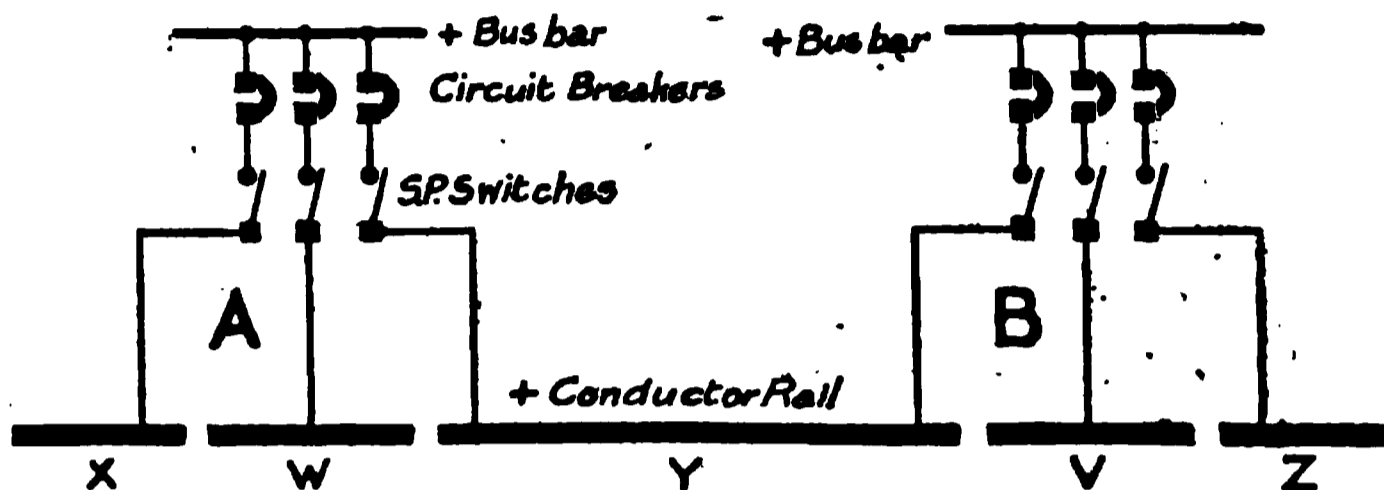 + Bus bar
+ Bus bar
Circuit Breakers
S.P. Switches
A
B
+ Conductor Rail
X W Y V Z